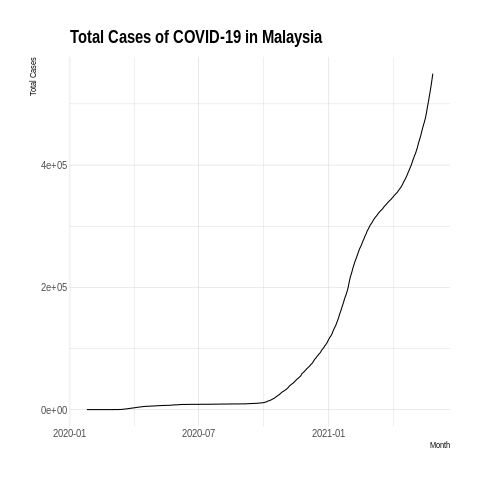 Total Cases of COVID-19 in Malaysia
Total Cases
4e+05
2e+05
0e+00
2020-01 2020-07 2021-01
Month